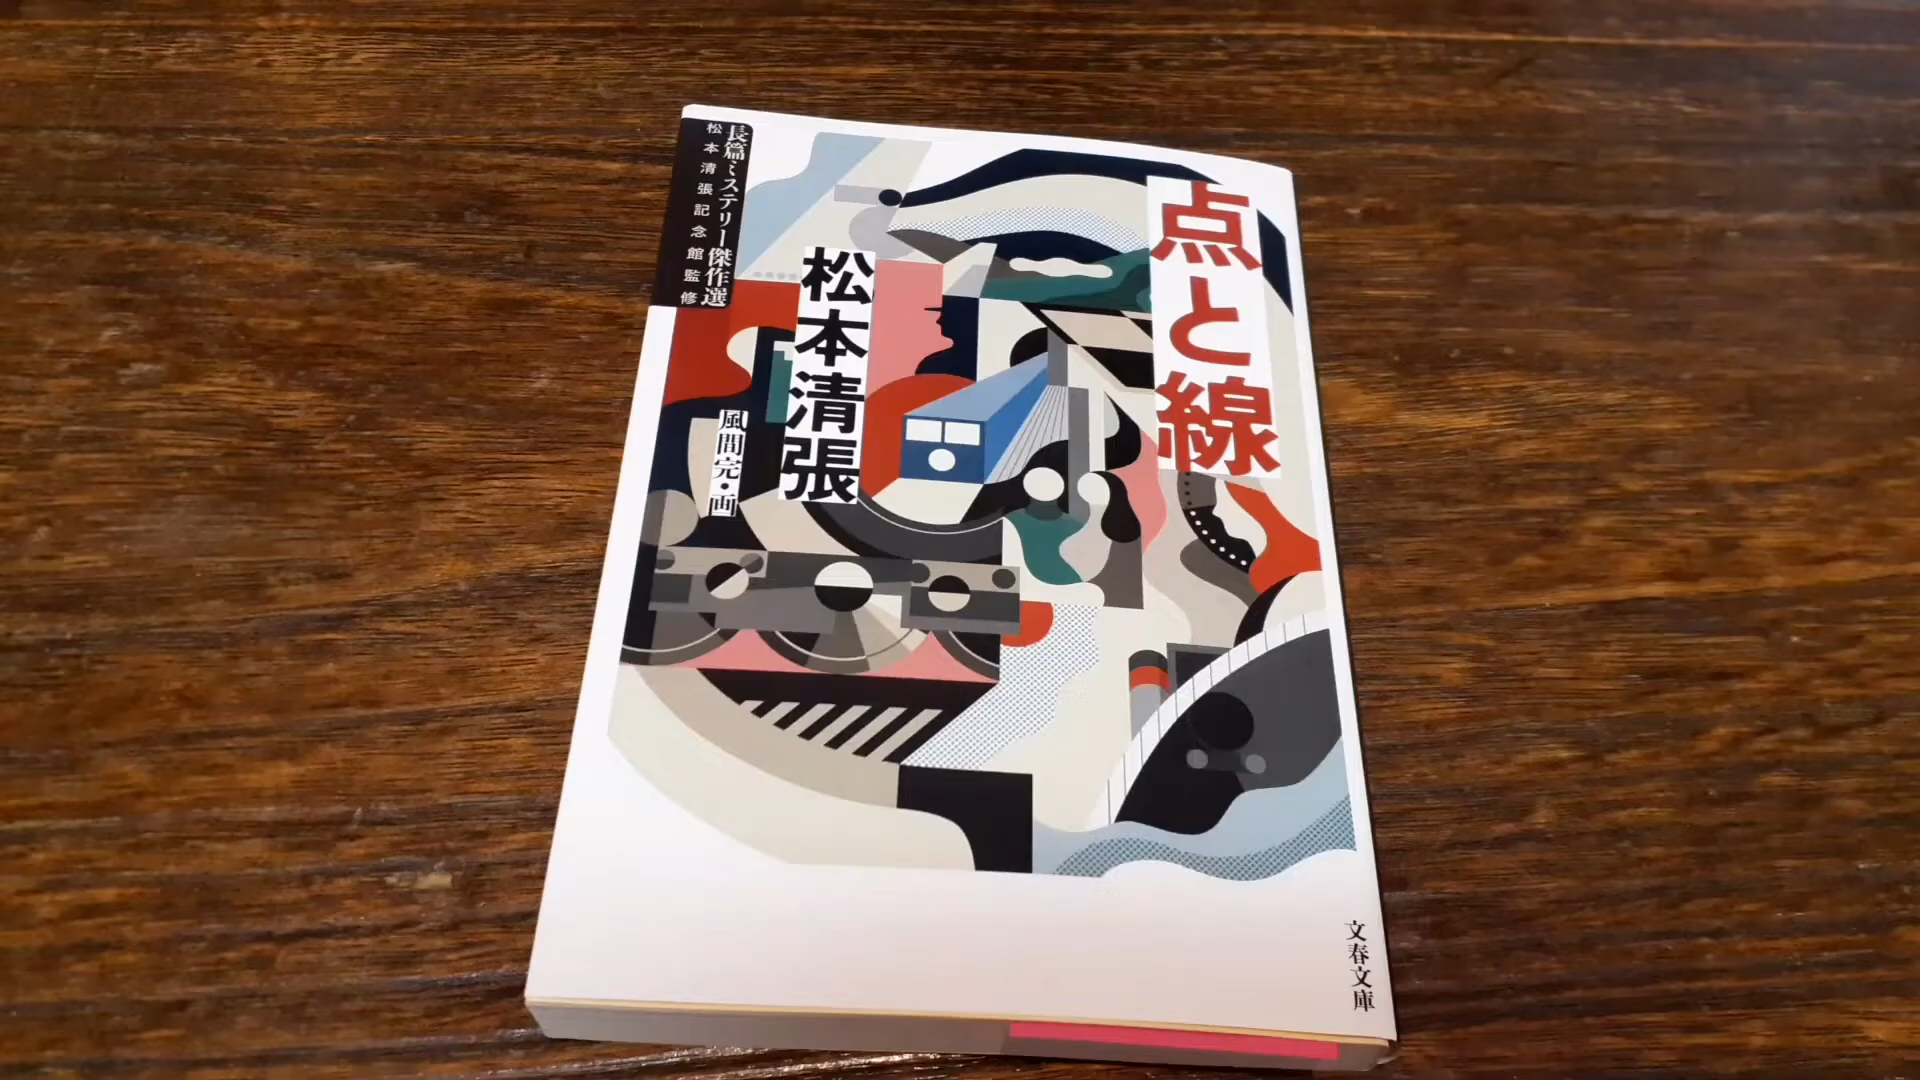 点と線
松本清張
風間完・画
長篇ミステリー傑作選
松本清張記念館監修
文春文庫